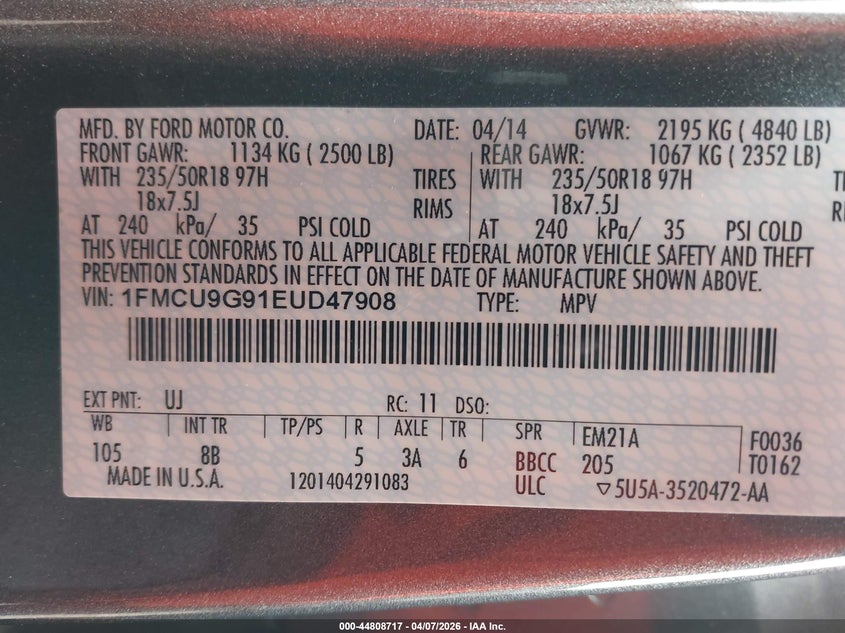 MFD. BY FORD MOTOR CO. DATE: 04/14 GVWR: 2195 KG ( 4840 LB)
FRONT GAWR: 1134 KG ( 2500 LB) REAR GAWR: 1067 KG ( 2352 LB)
WITH 235/50R18 97H TIRES WITH 235/50R18 97H
18x7.5J RIMS 18x7.5J
AT 240 kPa/ 35 PSI COLD AT 240 kPa/ 35 PSI COLD
THIS VEHICLE CONFORMS TO ALL APPLICABLE FEDERAL MOTOR VEHICLE SAFETY AND THEFT
PREVENTION STANDARDS IN EFFECT ON THE DATE OF MANUFACTURE SHOWN ABOVE.
VIN: 1FMCU9G91EUD47908 TYPE: MPV
EXT PNT: UJ RC: 11 DSO:
WB INT TR TP/PS R AXLE TR SPR EM21A F0036
105 8B 5 3A 6 BBCC 205 T0162
MADE IN U.S.A. 1201404291083 ULC ▽5U5A-3520472-AA
000-44808717 - 04/07/2026 - IAA Inc.